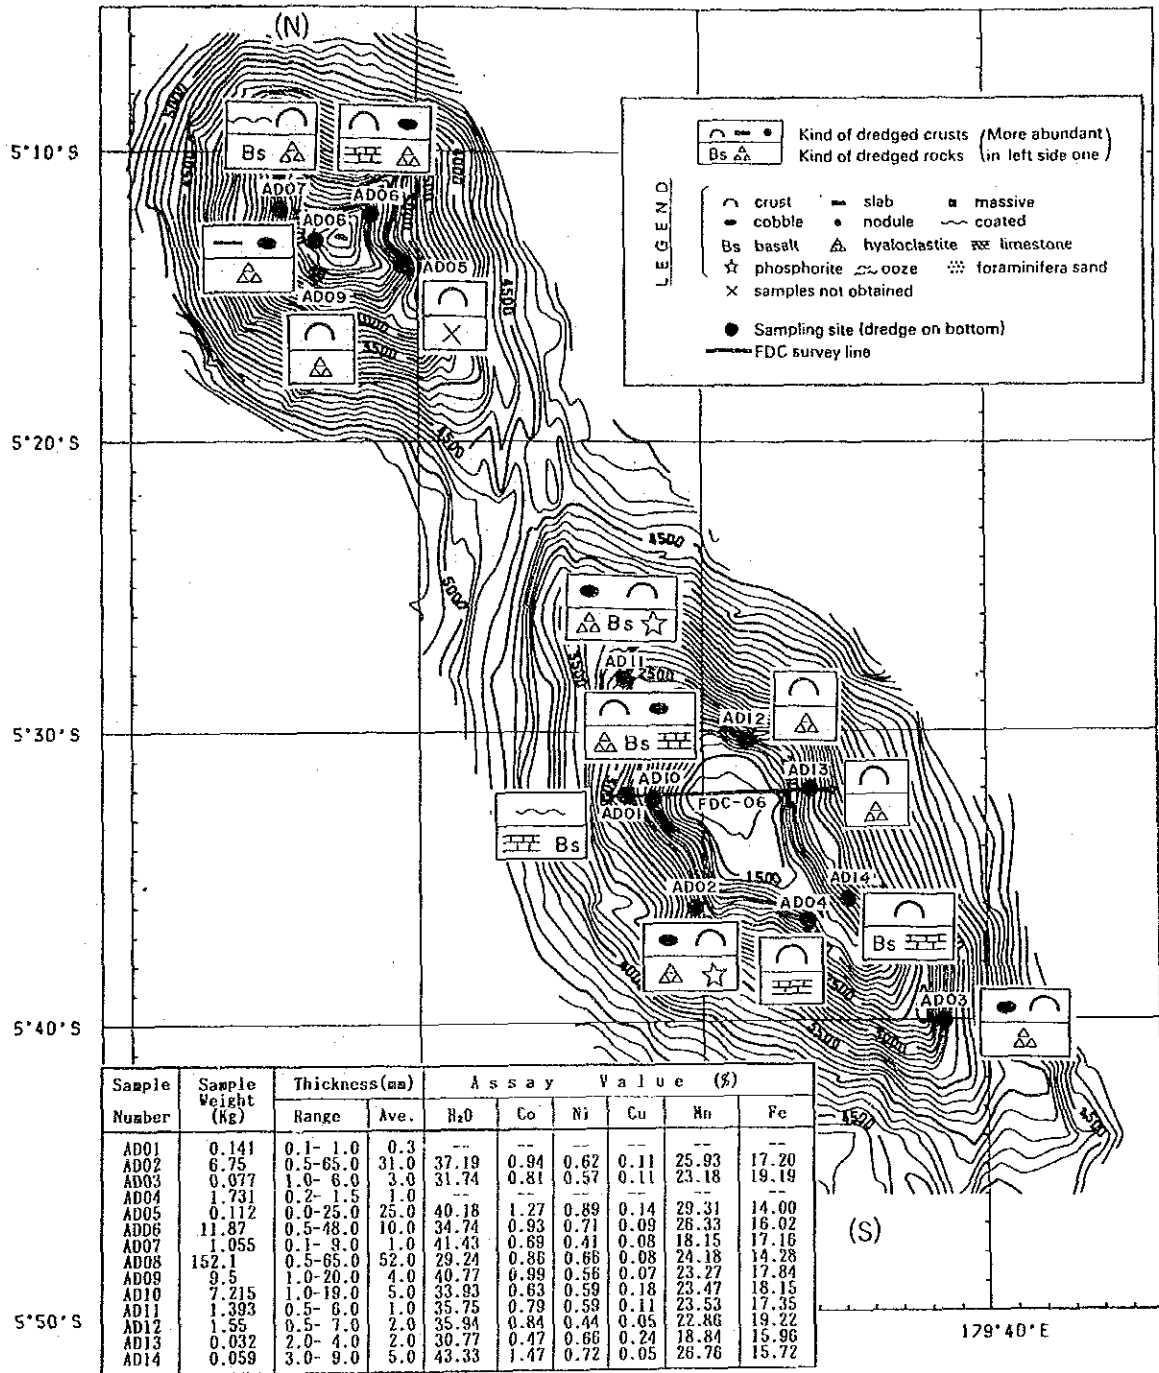 (N)
5°10'S
5°20'S
5°30'S
5°40'S
5°50'S
179°40'E
(S)
Kind of dredged crusts (More abundant
Bs Kind of dredged rocks in left side one)
LEGEND
crust slab massive
cobble nodule coated
Bs basalt hyaloclastite limestone
phosphorite ooze foraminifera sand
samples not obtained
Sampling site (dredge on bottom)
FDC survey line
5000
4500
4000
Bs
AD07
AD06
AD06
AD05
AD09
4500
3500
4500
5000
4500
Bs
AD11
2500
3500
AD12
Bs
AD10
AD13
FDC-06
AD01
Bs
1500
AD14
AD02
AD04
Bs
4000
2500
AD03
3500
3000
4500
4500
Sample Number Sample Weight (Kg) Thickness(mm) Assay Value (%)
Range Ave. H₂O Co Ni Cu Mn Fe
AD01 0.141 0.1- 1.0 0.3 -- -- -- -- -- --
AD02 6.75 0.5-65.0 31.0 37.19 0.94 0.62 0.11 25.93 17.20
AD03 0.077 1.0- 6.0 3.0 31.74 0.81 0.57 0.11 23.18 19.19
AD04 1.731 0.2- 1.5 1.0 -- -- -- -- -- --
AD05 0.112 0.0-25.0 25.0 40.18 1.27 0.89 0.14 29.31 14.00
AD06 11.87 0.5-48.0 10.0 34.74 0.93 0.71 0.09 26.33 16.02
AD07 1.055 0.1- 9.0 1.0 41.43 0.69 0.41 0.08 18.15 17.16
AD08 152.1 0.5-65.0 52.0 29.24 0.86 0.66 0.08 24.18 14.28
AD09 9.5 1.0-20.0 4.0 40.77 0.99 0.56 0.07 23.27 17.84
AD10 7.215 1.0-19.0 5.0 33.93 0.63 0.59 0.18 23.47 18.15
AD11 1.393 0.5- 6.0 1.0 35.75 0.79 0.59 0.11 23.53 17.35
AD12 1.55 0.5- 7.0 2.0 35.94 0.84 0.44 0.05 22.86 19.22
AD13 0.032 2.0- 4.0 2.0 30.77 0.47 0.66 0.24 18.84 15.96
AD14 0.059 3.0- 9.0 5.0 43.33 1.47 0.72 0.05 26.76 15.72